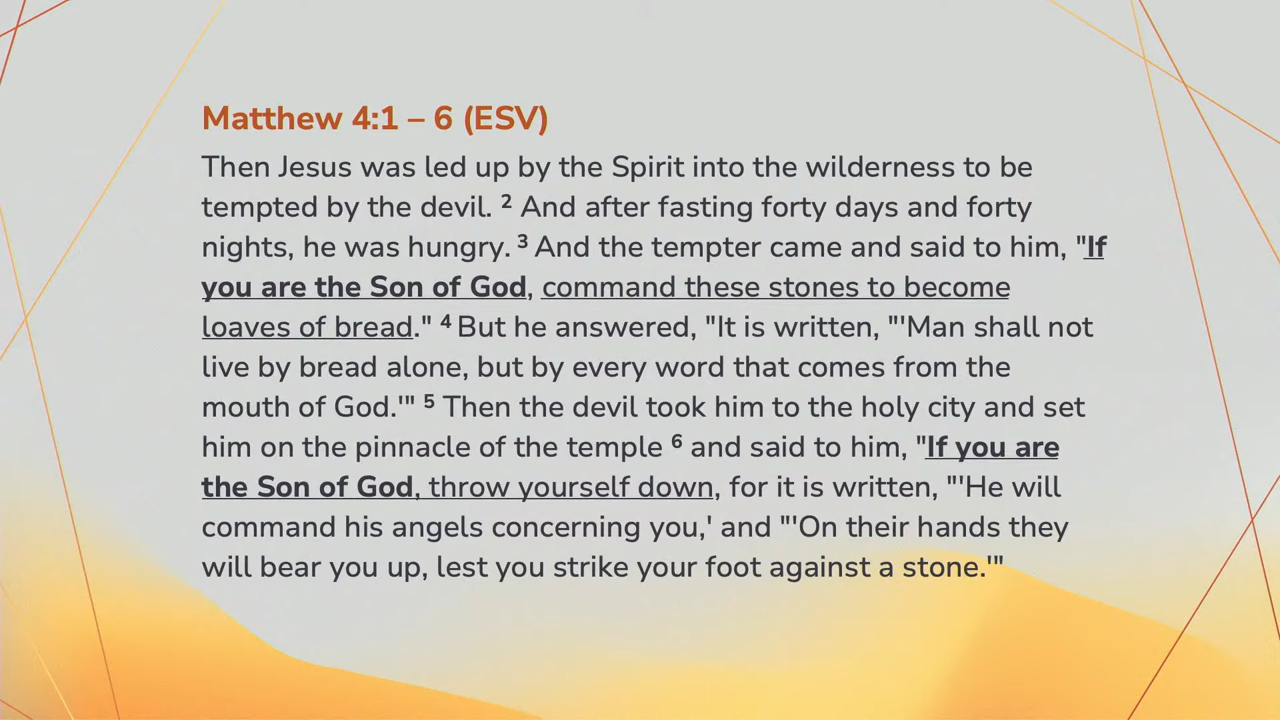 Matthew 4:1 – 6 (ESV)
Then Jesus was led up by the Spirit into the wilderness to be
tempted by the devil. ² And after fasting forty days and forty
nights, he was hungry. ³ And the tempter came and said to him, "If
you are the Son of God, command these stones to become
loaves of bread." ⁴ But he answered, "It is written, "'Man shall not
live by bread alone, but by every word that comes from the
mouth of God.'" ⁵ Then the devil took him to the holy city and set
him on the pinnacle of the temple ⁶ and said to him, "If you are
the Son of God, throw yourself down, for it is written, "'He will
command his angels concerning you,' and "'On their hands they
will bear you up, lest you strike your foot against a stone.'"